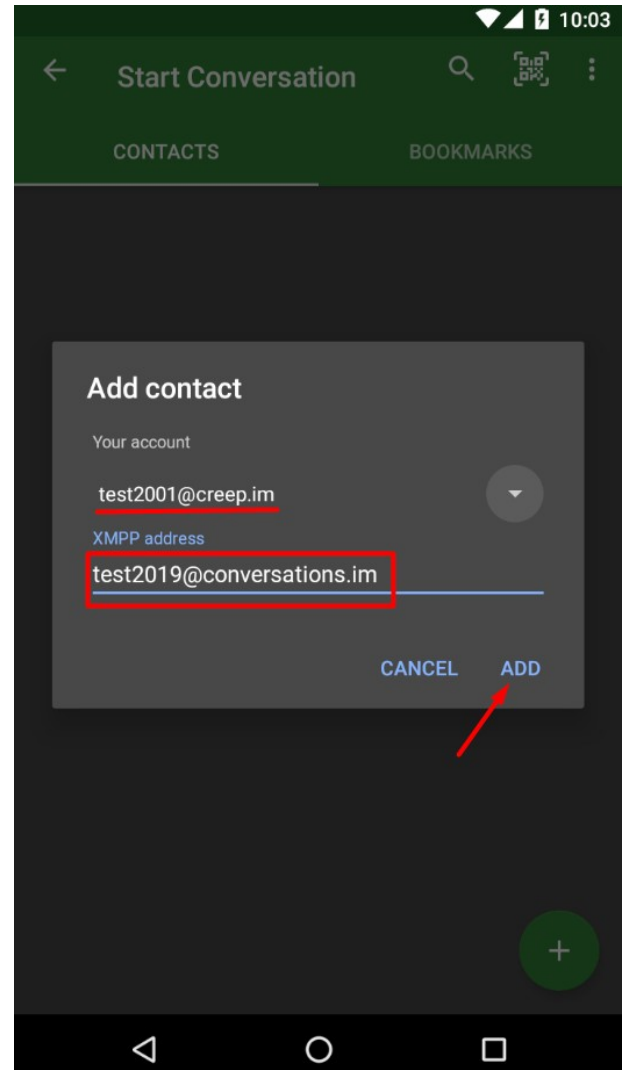 10:03
Start Conversation
CONTACTS BOOKMARKS
Add contact
Your account
test2001@creep.im
XMPP address
test2019@conversations.im
CANCEL ADD